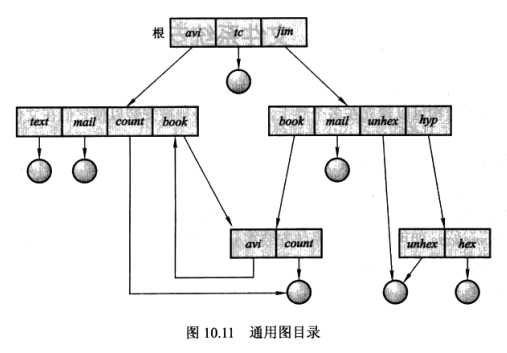 根 avi tc jim
text mail count book book mail unhex hyp
avi count unhex hex
图 10.11 通用图目录